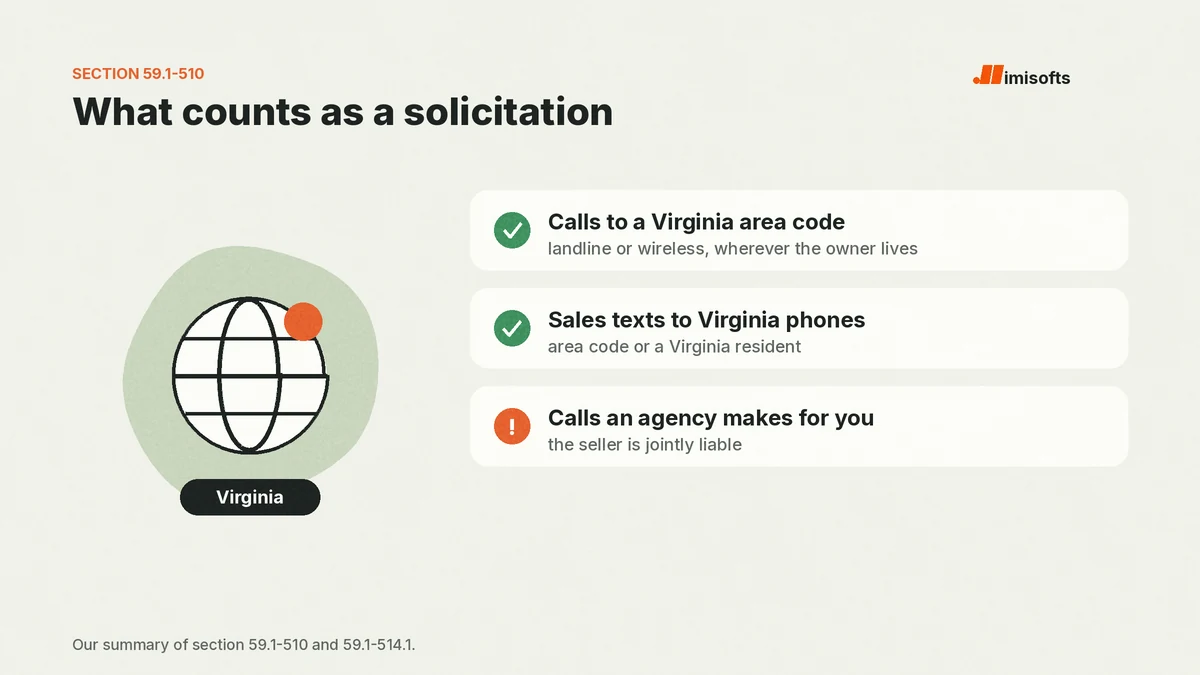 SECTION 59.1-510
imisofts
What counts as a solicitation
Calls to a Virginia area code
landline or wireless, wherever the owner lives
Sales texts to Virginia phones
area code or a Virginia resident
Calls an agency makes for you
the seller is jointly liable
Virginia
Our summary of section 59.1-510 and 59.1-514.1.